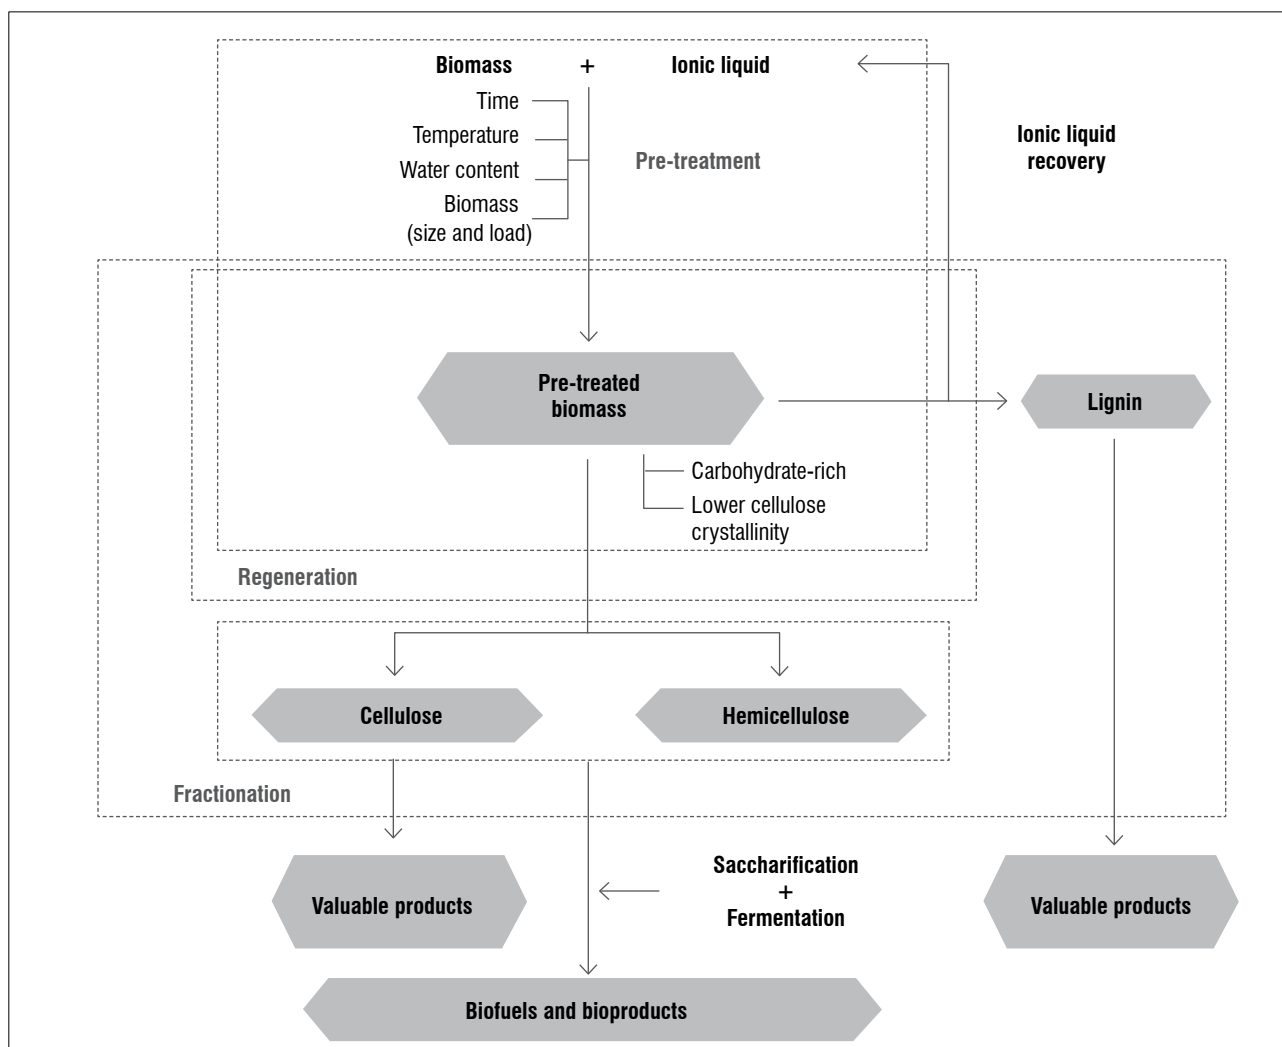 Biomass + Ionic liquid
Time
Temperature
Water content
Biomass
(size and load)
Pre-treatment
Ionic liquid
recovery
Pre-treated
biomass
Lignin
Carbohydrate-rich
Lower cellulose
crystallinity
Regeneration
Cellulose
Hemicellulose
Fractionation
Valuable products
Saccharification
+
Fermentation
Valuable products
Biofuels and bioproducts